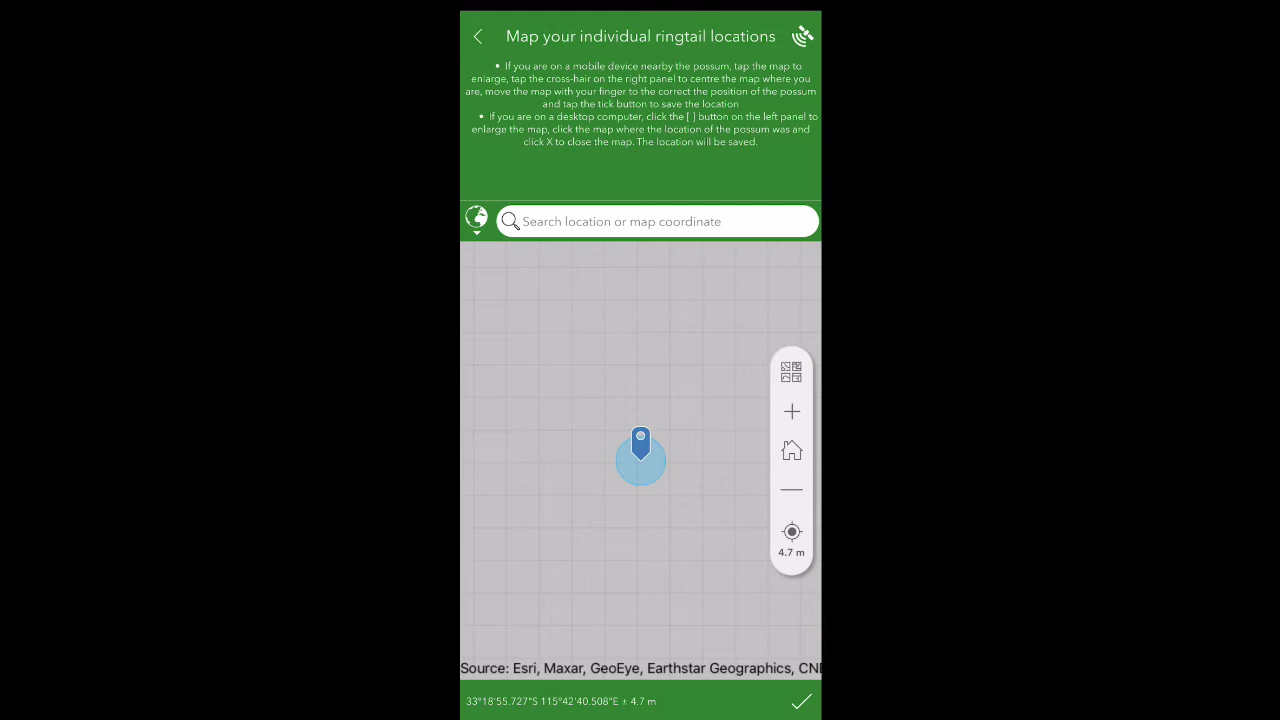 Map your individual ringtail locations
• If you are on a mobile device nearby the possum, tap the map to
enlarge, tap the cross-hair on the right panel to centre the map where you
are, move the map with your finger to the correct the position of the possum
and tap the tick button to save the location
• If you are on a desktop computer, click the [ ] button on the left panel to
enlarge the map, click the map where the location of the possum was and
click X to close the map. The location will be saved.
Search location or map coordinate
4.7 m
Source: Esri, Maxar, GeoEye, Earthstar Geographics, CNE
33°18'55.727"S 115°42'40.508"E ± 4.7 m